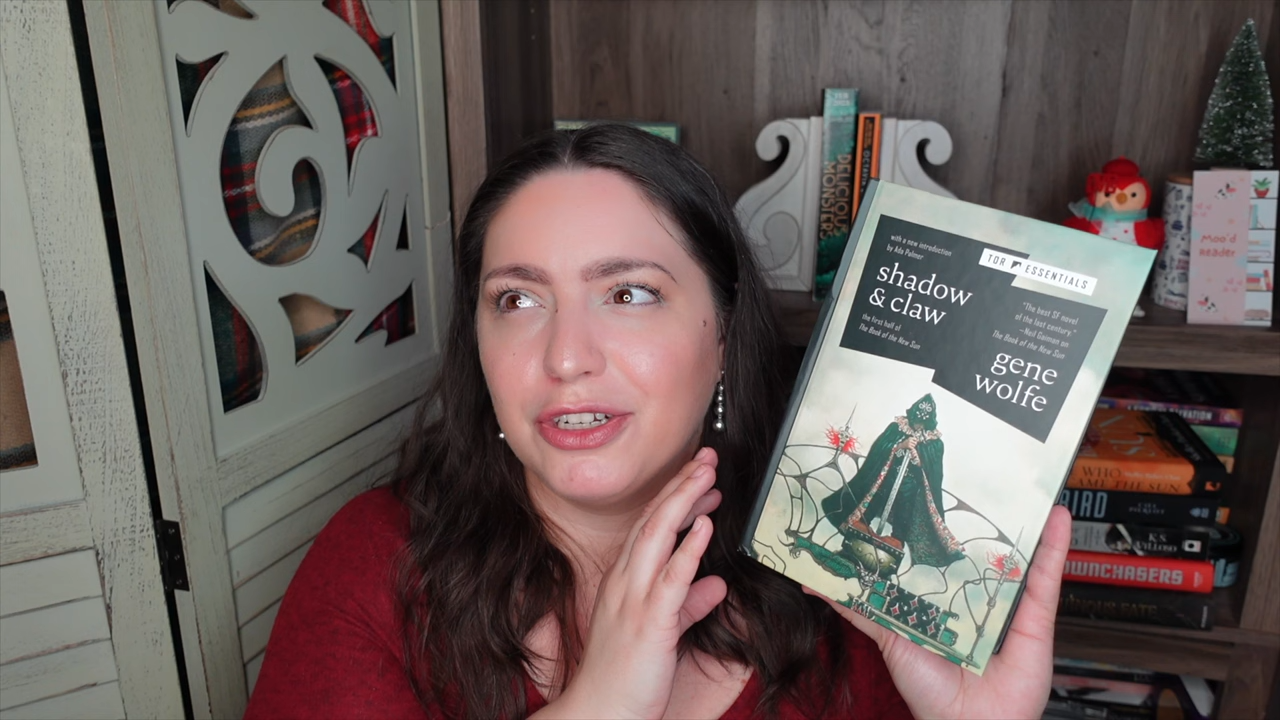 with a new introduction
by Ada Palmer
TOR ESSENTIALS
shadow
& claw
the first half of
The Book of the New Sun
"The best SF novel
of the last century."
—Neil Gaiman on
The Book of the New Sun
gene
wolfe
DELICIOUS
MONSTERS
Moo'd
READER
WHO
THE SUN
BIRD
K.S.
OWNCHASERS